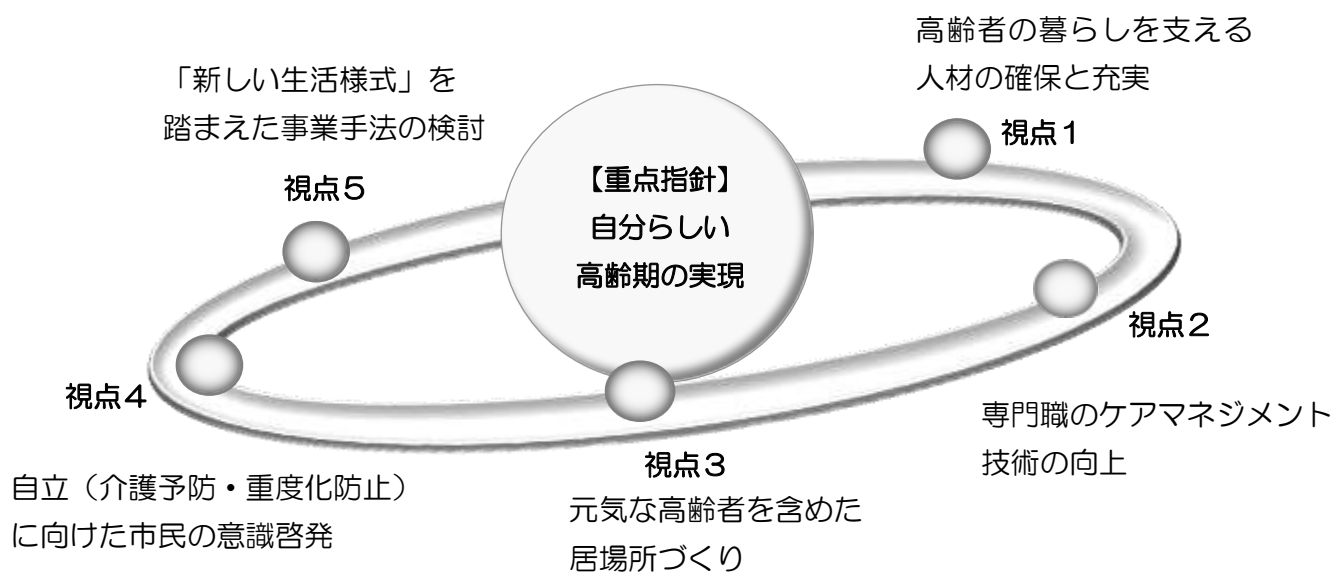 【重点指針】
自分らしい
高齢期の実現
高齢者の暮らしを支える
人材の確保と充実
視点１
視点２
専門職のケアマネジメント
技術の向上
視点３
元気な高齢者を含めた
居場所づくり
視点４
自立（介護予防・重度化防止）
に向けた市民の意識啓発
「新しい生活様式」を
踏まえた事業手法の検討
視点５